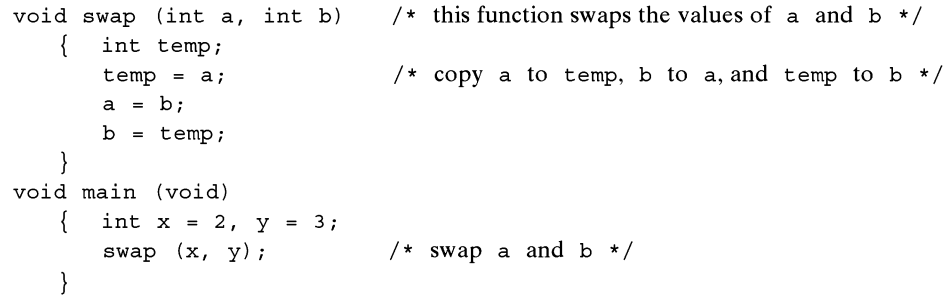 void swap (int a, int b) /* this function swaps the values of a and b */
{ int temp;
temp = a; /* copy a to temp, b to a, and temp to b */
a = b;
b = temp;
}
void main (void)
{ int x = 2, y = 3;
swap (x, y); /* swap a and b */
}